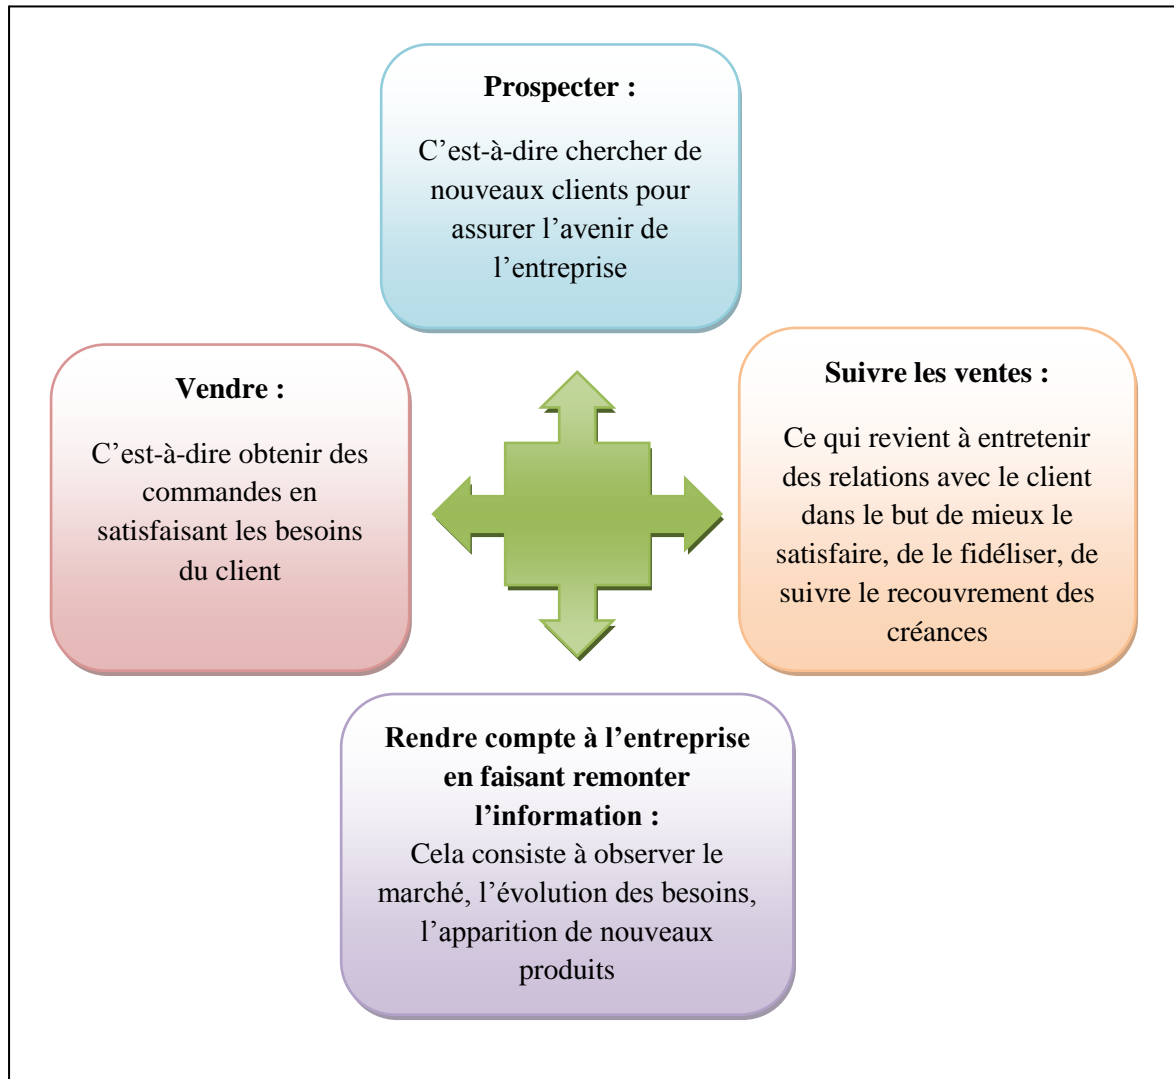 Prospecter :
C’est-à-dire chercher de
nouveaux clients pour
assurer l’avenir de
l’entreprise
Vendre :
C’est-à-dire obtenir des
commandes en
satisfaisant les besoins
du client
Suivre les ventes :
Ce qui revient à entretenir
des relations avec le client
dans le but de mieux le
satisfaire, de le fidéliser, de
suivre le recouvrement des
créances
Rendre compte à l’entreprise
en faisant remonter
l’information :
Cela consiste à observer le
marché, l’évolution des besoins,
l’apparition de nouveaux
produits